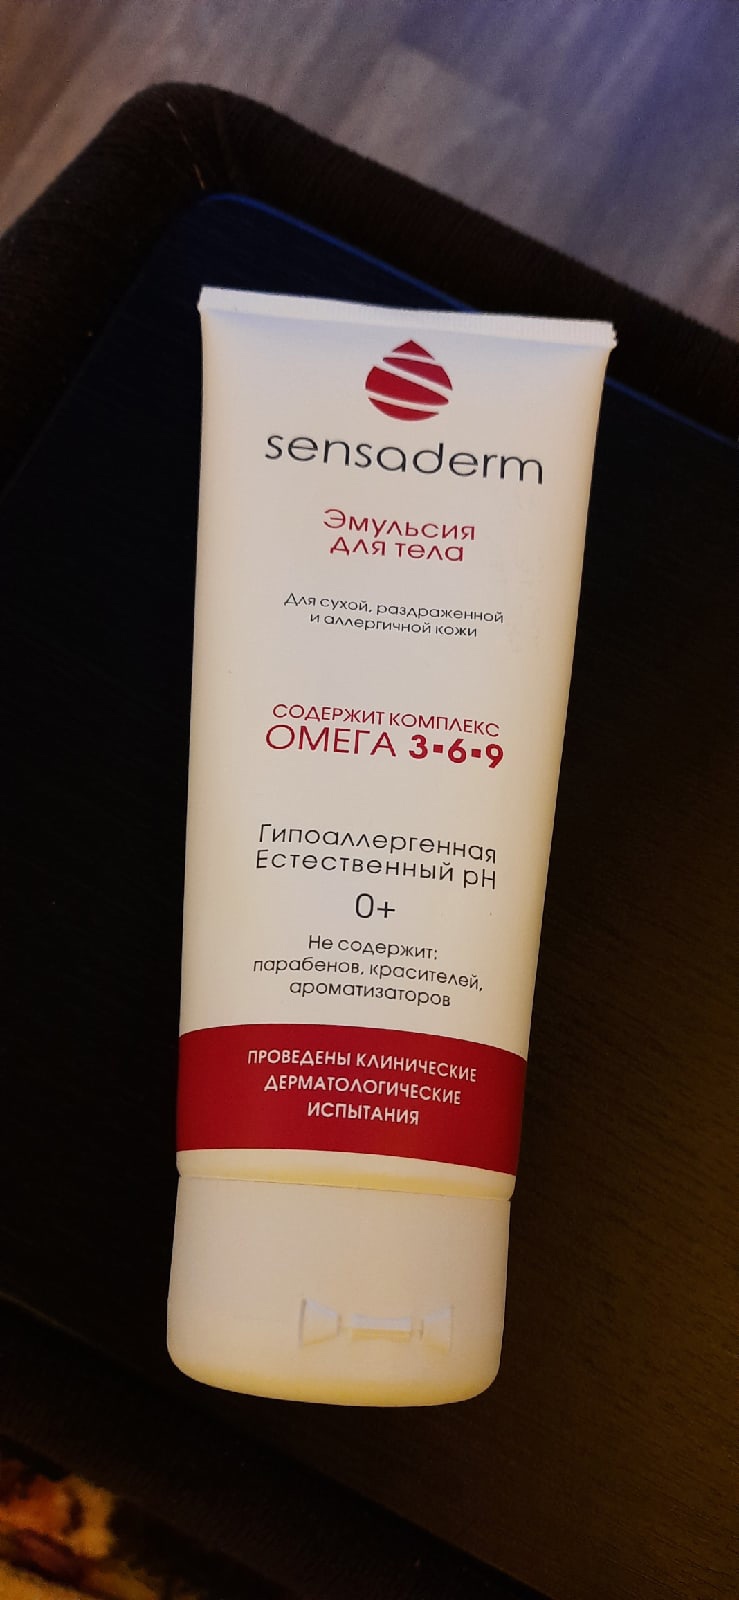 sensaderm
Эмульсия
для тела
Для сухой, раздраженной
и аллергичной кожи
СОДЕРЖИТ КОМПЛЕКС
ОМЕГА 3▪6▪9
Гипоаллергенная
Естественный pH
0+
Не содержит:
парабенов, красителей,
ароматизаторов
ПРОВЕДЕНЫ КЛИНИЧЕСКИЕ
ДЕРМАТОЛОГИЧЕСКИЕ
ИСПЫТАНИЯ